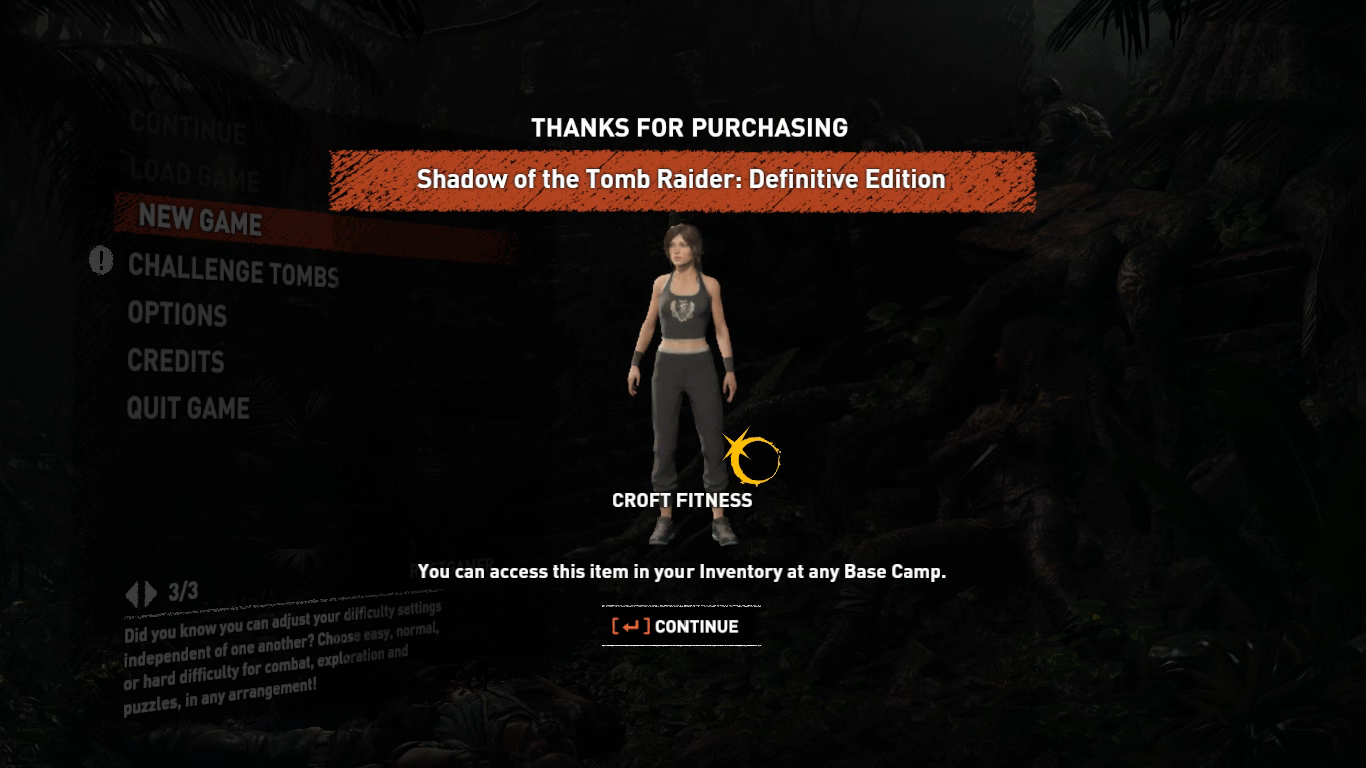 THANKS FOR PURCHASING
Shadow of the Tomb Raider: Definitive Edition
CONTINUE
LOAD GAME
NEW GAME
CHALLENGE TOMBS
OPTIONS
CREDITS
QUIT GAME
CROFT FITNESS
You can access this item in your Inventory at any Base Camp.
[↵] CONTINUE
3/3
Did you know you can adjust your difficulty settings
independent of one another? Choose easy, normal,
or hard difficulty for combat, exploration and
puzzles, in any arrangement!